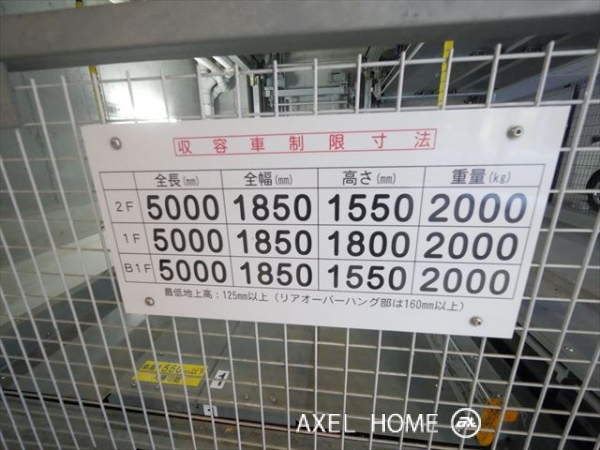 収容車制限寸法
全長(mm) 全幅(mm) 高さ(mm) 重量(kg)
2F 5000 1850 1550 2000
1F 5000 1850 1800 2000
B1F 5000 1850 1550 2000
最低地上高：125mm以上（リアオーバーハング部は160mm以上）
AXEL HOME